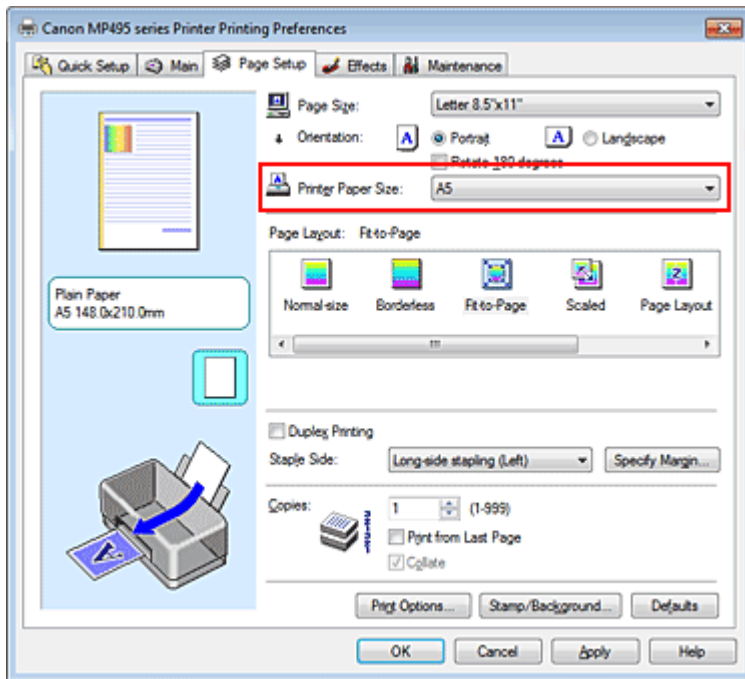 Canon MP495 series Printer Printing Preferences
Quick Setup Main Page Setup Effects Maintenance
Page Size: Letter 8.5"x11"
Orientation: A Portrait A Landscape
Rotate 180 degrees
Printer Paper Size: A5
Page Layout: Fit-to-Page
Normal-size Borderless Fit-to-Page Scaled Page Layout
Plain Paper
A5 148.0x210.0mm
Duplex Printing
Staple Side: Long-side stapling (Left) Specify Margin...
Copies: 1 (1-999)
Print from Last Page
Collate
Print Options... Stamp/Background... Defaults
OK Cancel Apply Help